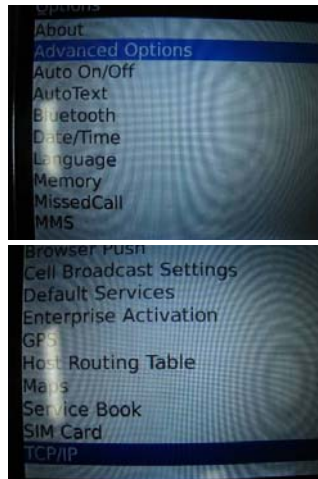 Options
About
Advanced Options
Auto On/Off
AutoText
Bluetooth
Date/Time
Language
Memory
MissedCall
MMS
Browser Push
Cell Broadcast Settings
Default Services
Enterprise Activation
GPS
Host Routing Table
Maps
Service Book
SIM Card
TCP/IP